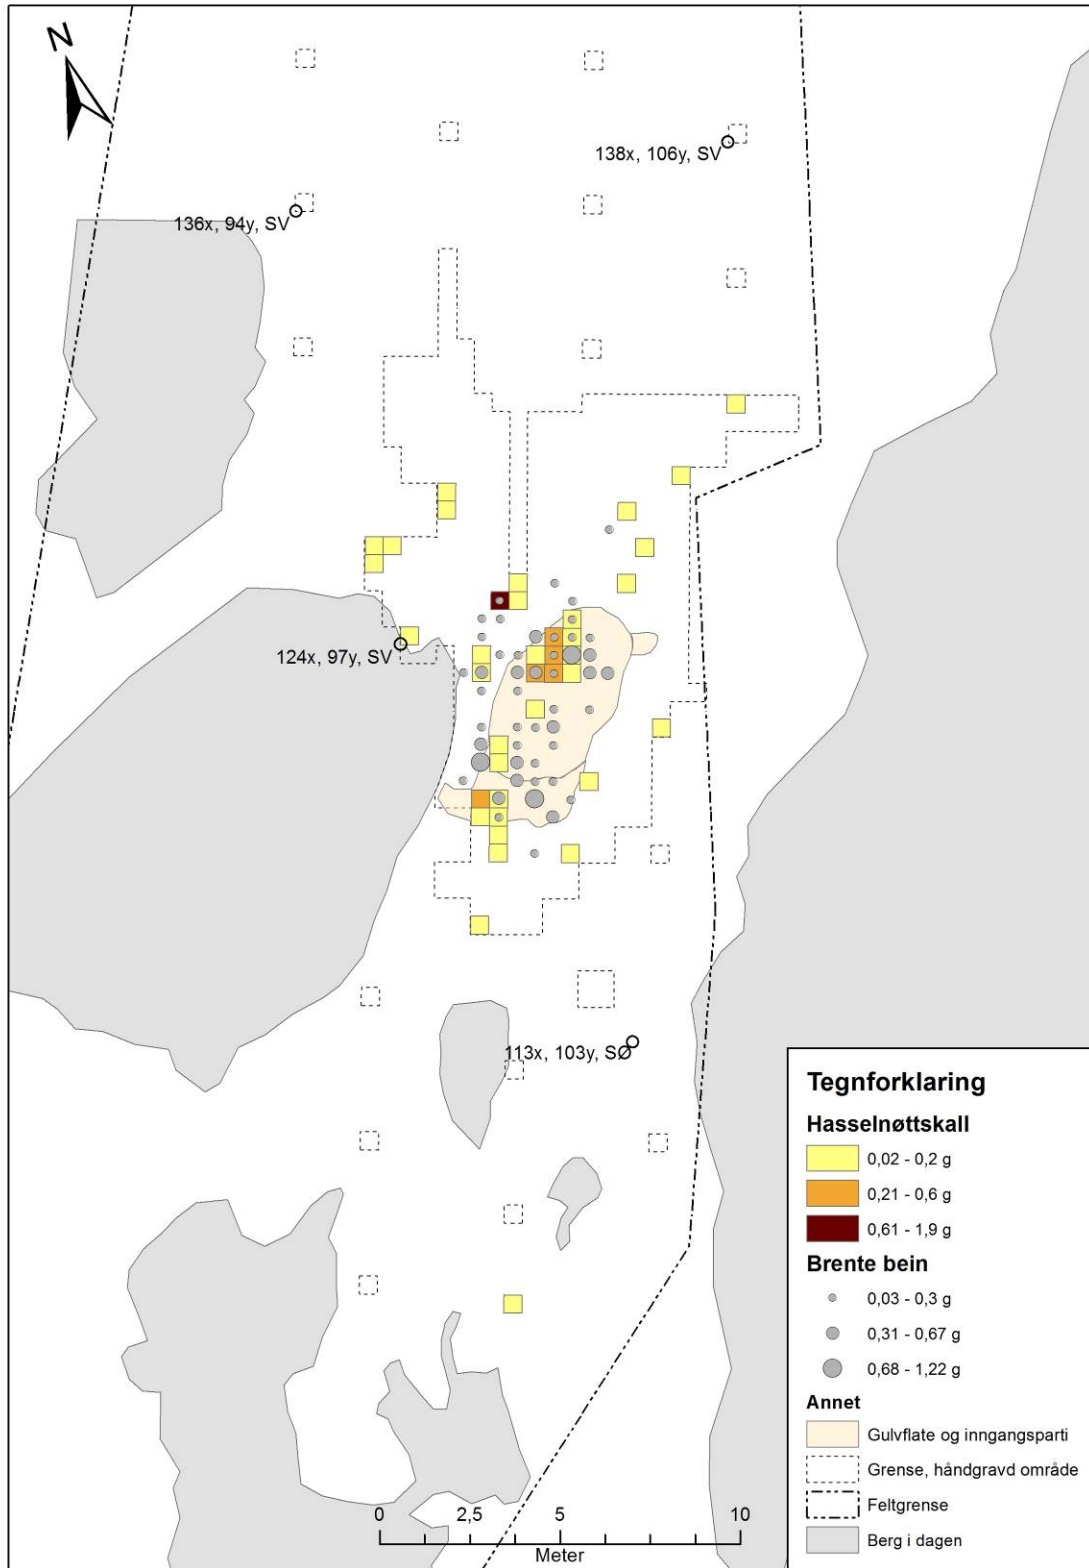 N
138x, 106y, SV
136x, 94y, SV
124x, 97y, SV
113x, 103y, SØ
Tegnforklaring
Hasselnøttskall
0,02 - 0,2 g
0,21 - 0,6 g
0,61 - 1,9 g
Brente bein
0,03 - 0,3 g
0,31 - 0,67 g
0,68 - 1,22 g
Annet
Gulvflate og inngangsparti
Grense, håndgravd område
Feltgrense
Berg i dagen
0 2,5 5 10
Meter